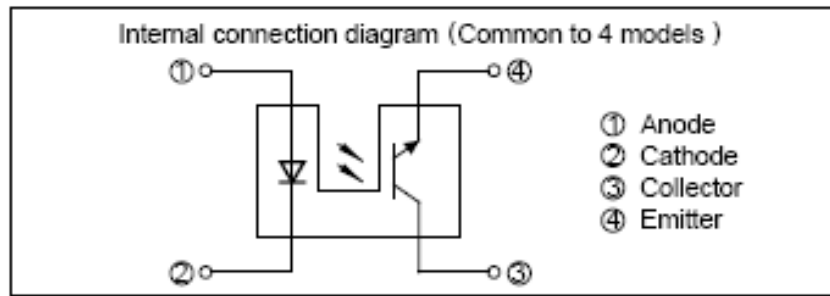 Internal connection diagram (Common to 4 models )
① ④
① Anode
② Cathode
③ Collector
④ Emitter
② ③